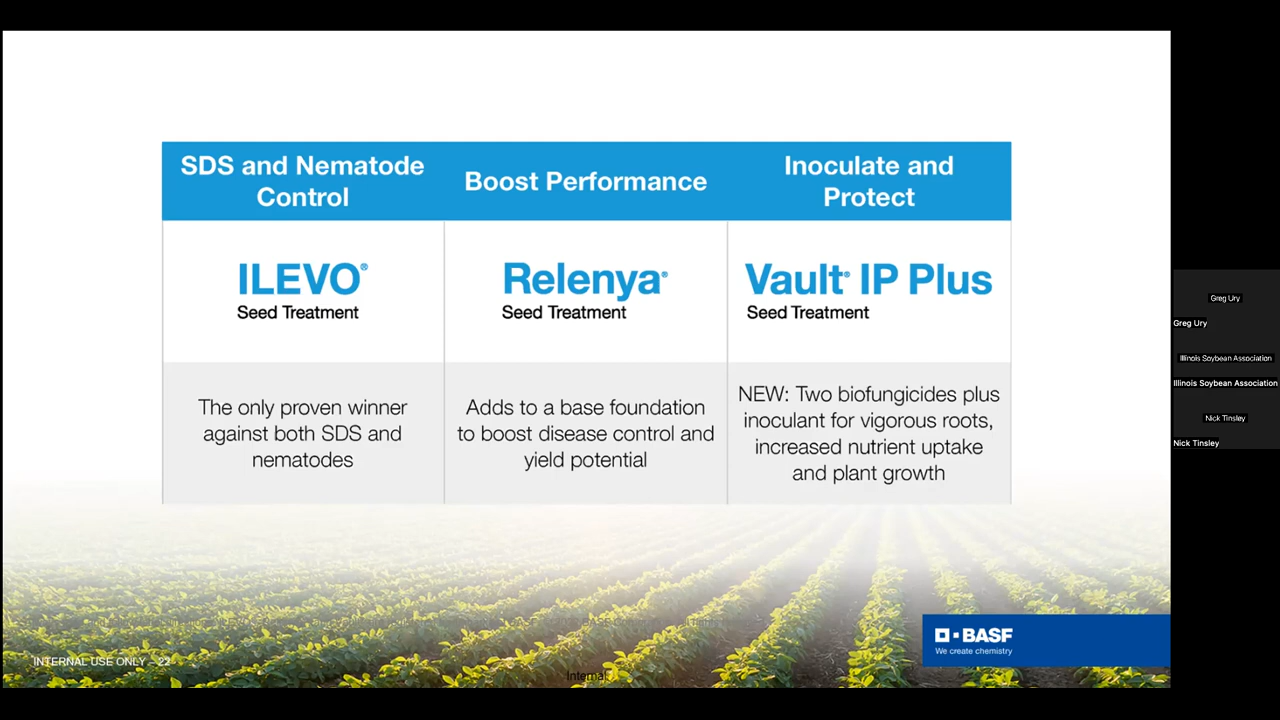 SDS and Nematode
Control
Boost Performance
Inoculate and
Protect
ILEVO®
Seed Treatment
Relenya®
Seed Treatment
Vault® IP Plus
Seed Treatment
The only proven winner
against both SDS and
nematodes
Adds to a base foundation
to boost disease control and
yield potential
NEW: Two biofungicides plus
inoculant for vigorous roots,
increased nutrient uptake
and plant growth
Greg Ury
Greg Ury
Illinois Soybean Association
Illinois Soybean Association
Nick Tinsley
Nick Tinsley
BASF
We create chemistry
INTERNAL USE ONLY - 22
Internal